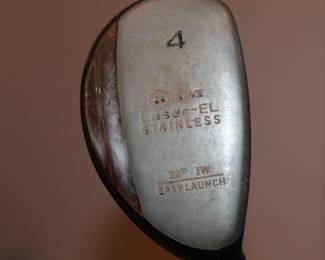 4
Laser-EL
STAINLESS
22° IW
EASY LAUNCH